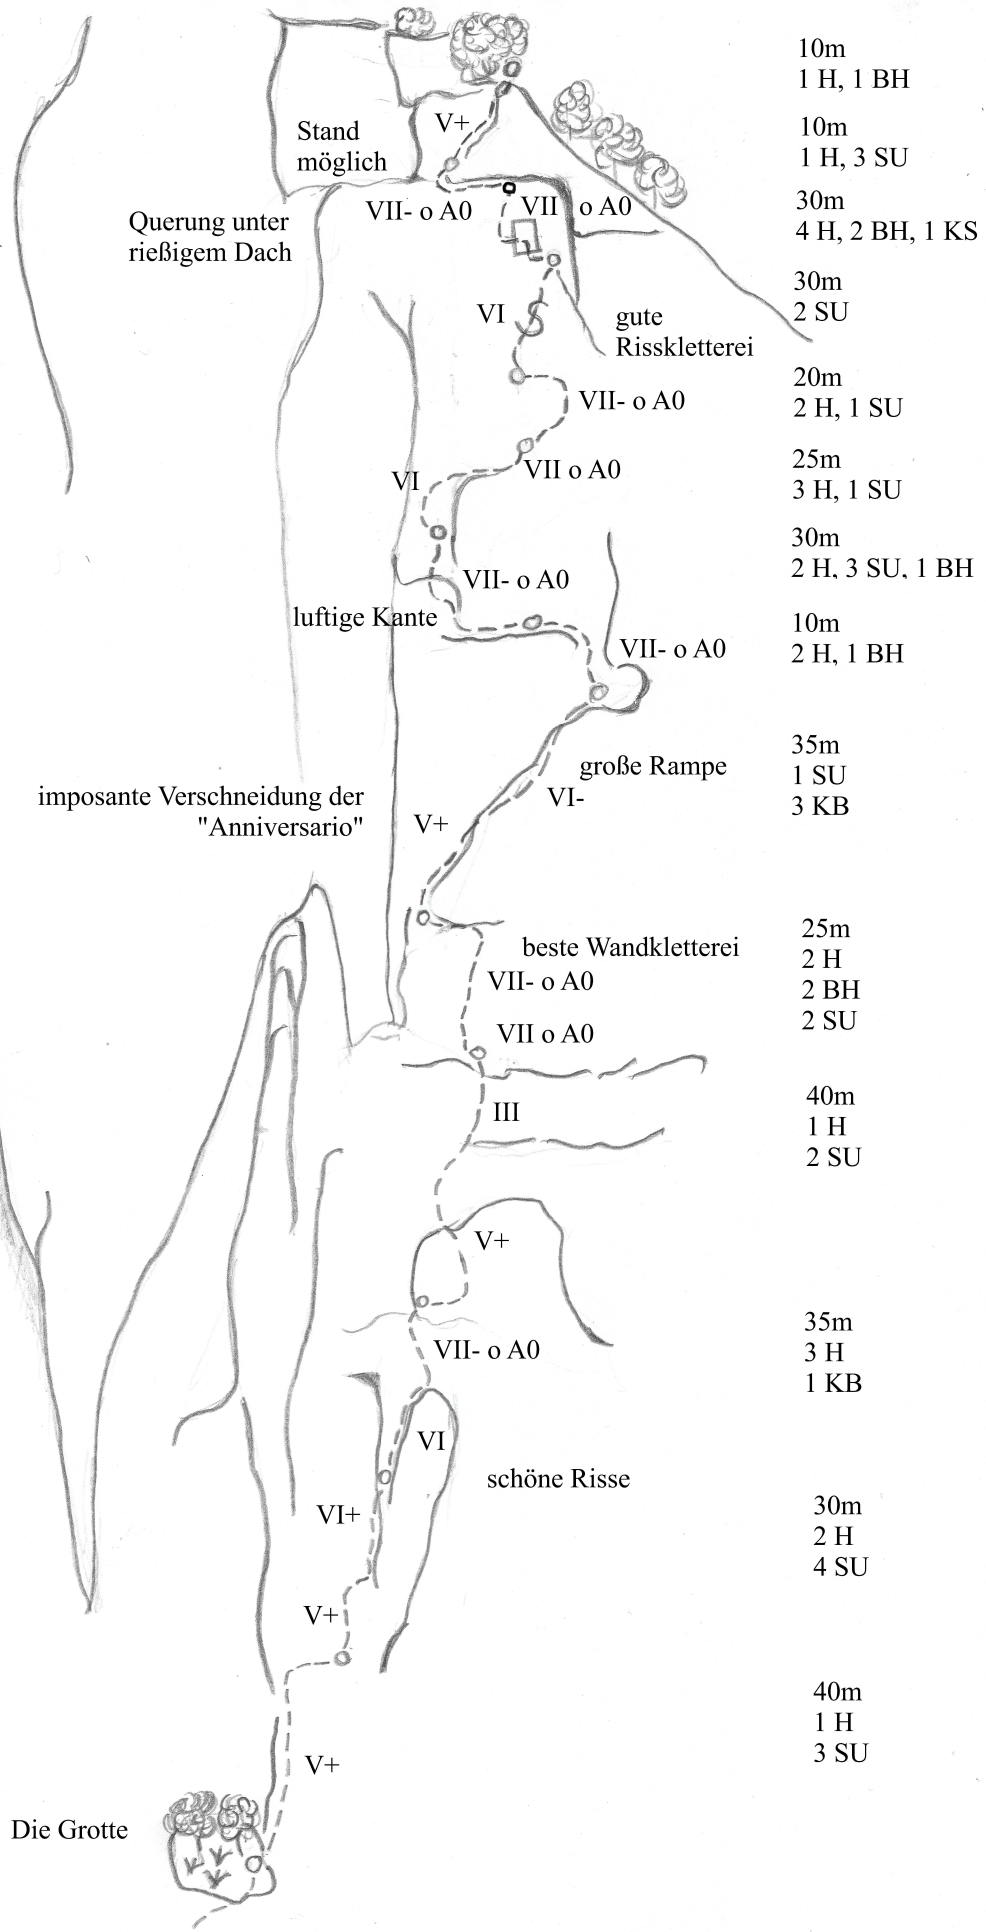 10m
1 H, 1 BH
V+
10m
1 H, 3 SU
Stand
möglich
30m
4 H, 2 BH, 1 KS
VII- o A0
VII o A0
Querung unter
rießigem Dach
30m
2 SU
VI
gute
Risskletterei
20m
2 H, 1 SU
VII- o A0
25m
3 H, 1 SU
VII o A0
VI
30m
2 H, 3 SU, 1 BH
VII- o A0
luftige Kante
10m
2 H, 1 BH
VII- o A0
35m
1 SU
3 KB
große Rampe
VI-
imposante Verschneidung der
"Anniversario"
V+
25m
2 H
2 BH
2 SU
beste Wandkletterei
VII- o A0
VII o A0
40m
1 H
2 SU
III
V+
35m
3 H
1 KB
VII- o A0
VI
schöne Risse
30m
2 H
4 SU
VI+
V+
40m
1 H
3 SU
V+
Die Grotte